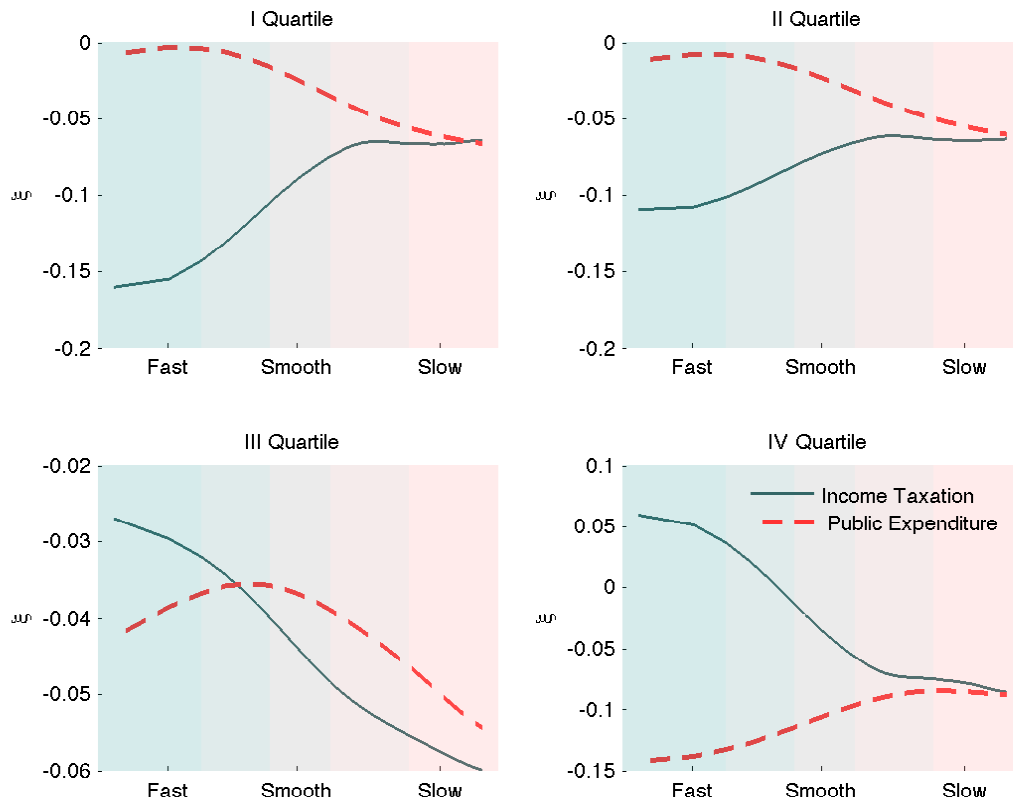 I Quartile
0
-0.05
-0.1
-0.15
-0.2
ξ
Fast Smooth Slow
II Quartile
0
-0.05
-0.1
-0.15
-0.2
ξ
Fast Smooth Slow
III Quartile
-0.02
-0.03
-0.04
-0.05
-0.06
ξ
Fast Smooth Slow
IV Quartile
0.1
0.05
0
-0.05
-0.1
-0.15
ξ
Income Taxation
Public Expenditure
Fast Smooth Slow